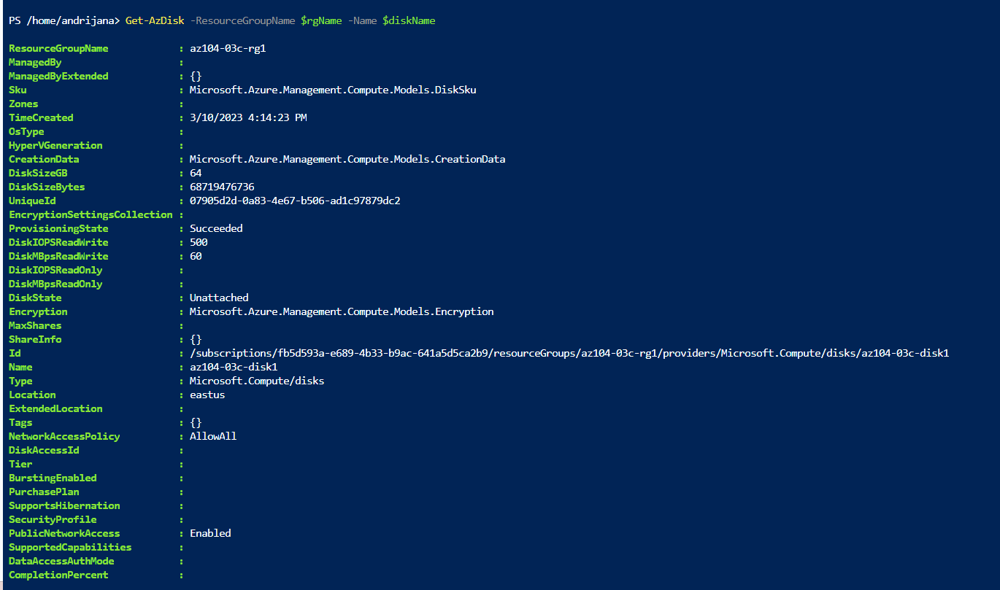 PS /home/andrijana> Get-AzDisk -ResourceGroupName $rgName -Name $diskName
ResourceGroupName : az104-03c-rg1
ManagedBy :
ManagedByExtended : {}
Sku : Microsoft.Azure.Management.Compute.Models.DiskSku
Zones :
TimeCreated : 3/10/2023 4:14:23 PM
OsType :
HyperVGeneration :
CreationData : Microsoft.Azure.Management.Compute.Models.CreationData
DiskSizeGB : 64
DiskSizeBytes : 68719476736
UniqueId : 07905d2d-0a83-4e67-b506-ad1c97879dc2
EncryptionSettingsCollection :
ProvisioningState : Succeeded
DiskIOPSReadWrite : 500
DiskMBpsReadWrite : 60
DiskIOPSReadOnly :
DiskMBpsReadOnly :
DiskState : Unattached
Encryption : Microsoft.Azure.Management.Compute.Models.Encryption
MaxShares :
ShareInfo : {}
Id : /subscriptions/fb5d593a-e689-4b33-b9ac-641a5d5ca2b9/resourceGroups/az104-03c-rg1/providers/Microsoft.Compute/disks/az104-03c-disk1
Name : az104-03c-disk1
Type : Microsoft.Compute/disks
Location : eastus
ExtendedLocation :
Tags : {}
NetworkAccessPolicy : AllowAll
DiskAccessId :
Tier :
BurstingEnabled :
PurchasePlan :
SupportsHibernation :
SecurityProfile :
PublicNetworkAccess : Enabled
SupportedCapabilities :
DataAccessAuthMode :
CompletionPercent :